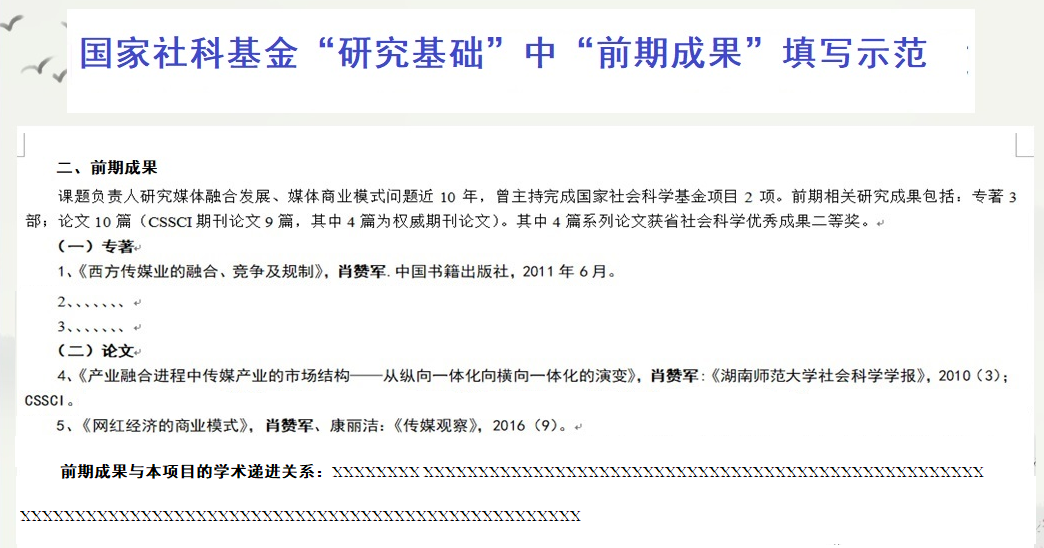 国家社科基金“研究基础”中“前期成果”填写示范
二、前期成果
课题负责人研究媒体融合发展、媒体商业模式问题近 10 年，曾主持完成国家社会科学基金项目 2 项。前期相关研究成果包括：专著 3
部；论文 10 篇（CSSCI 期刊论文 9 篇，其中 4 篇为权威期刊论文）。其中 4 篇系列论文获省社会科学优秀成果二等奖。
（一）专著
1、《西方传媒业的融合、竞争及规制》，肖赞军.中国书籍出版社，2011 年 6 月。
2、、、、、、、
3、、、、、、、
（二）论文
4、《产业融合进程中传媒产业的市场结构——从纵向一体化向横向一体化的演变》，肖赞军：《湖南师范大学社会科学学报》，2010（3）；
CSSCI。
5、《网红经济的商业模式》，肖赞军、康丽洁：《传媒观察》，2016（9）。
前期成果与本项目的学术递进关系：XXXXXXXX XXXXXXXXXXXXXXXXXXXXXXXXXXXXXXXXXXXXXXXXXXXXXXXXXXX
XXXXXXXXXXXXXXXXXXXXXXXXXXXXXXXXXXXXXXXXXXXXXXXXXXX